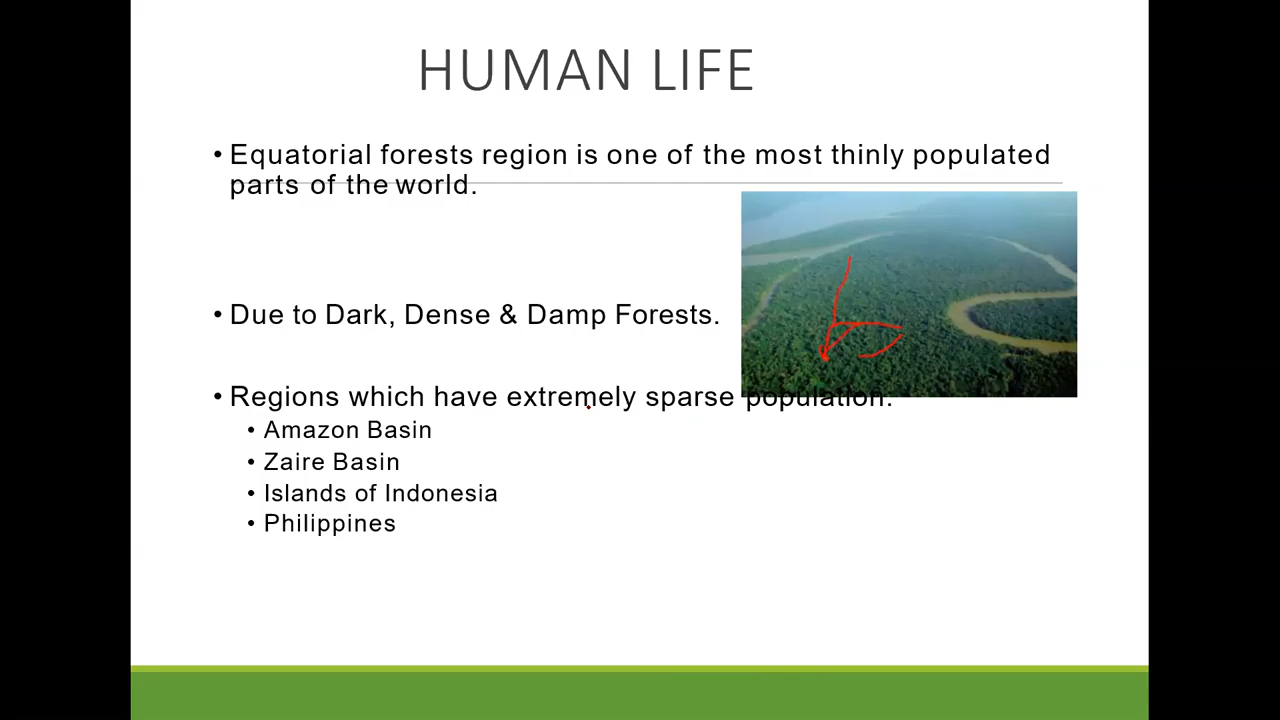 HUMAN LIFE
• Equatorial forests region is one of the most thinly populated
parts of the world.
• Due to Dark, Dense & Damp Forests.
• Regions which have extremely sparse population:
• Amazon Basin
• Zaire Basin
• Islands of Indonesia
• Philippines